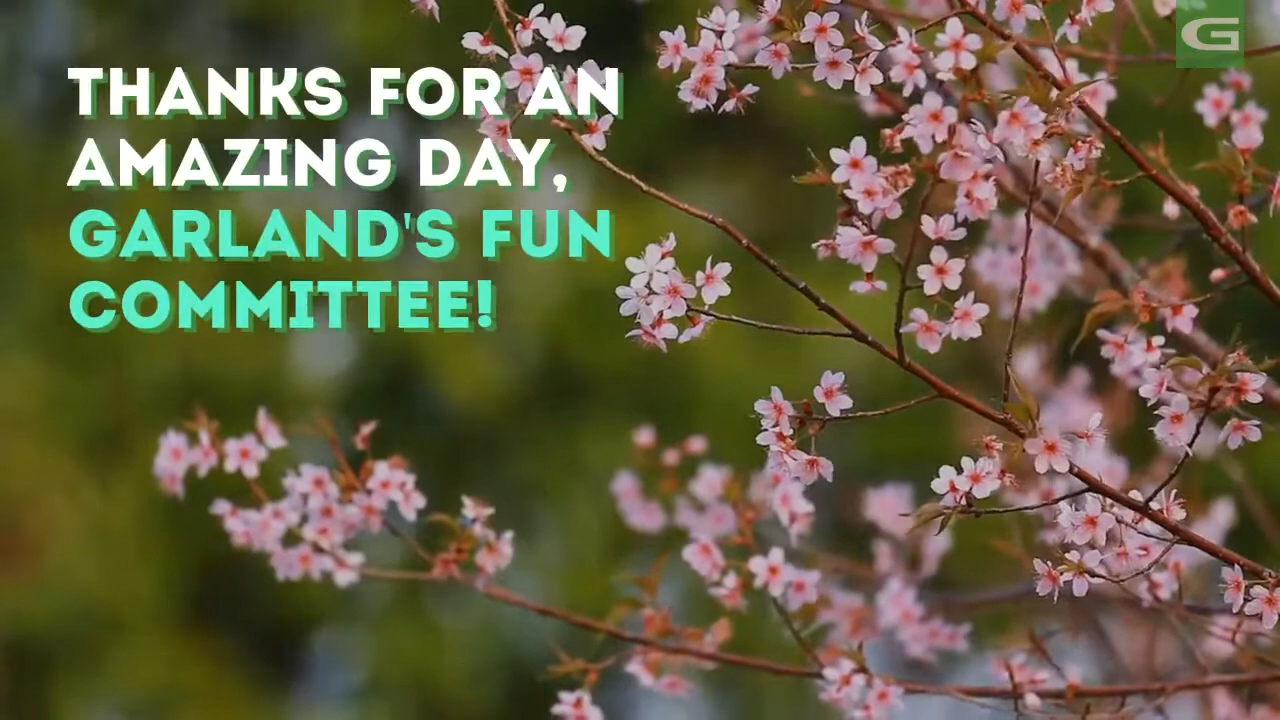 THANKS FOR AN
AMAZING DAY,
GARLAND'S FUN
COMMITTEE!
G